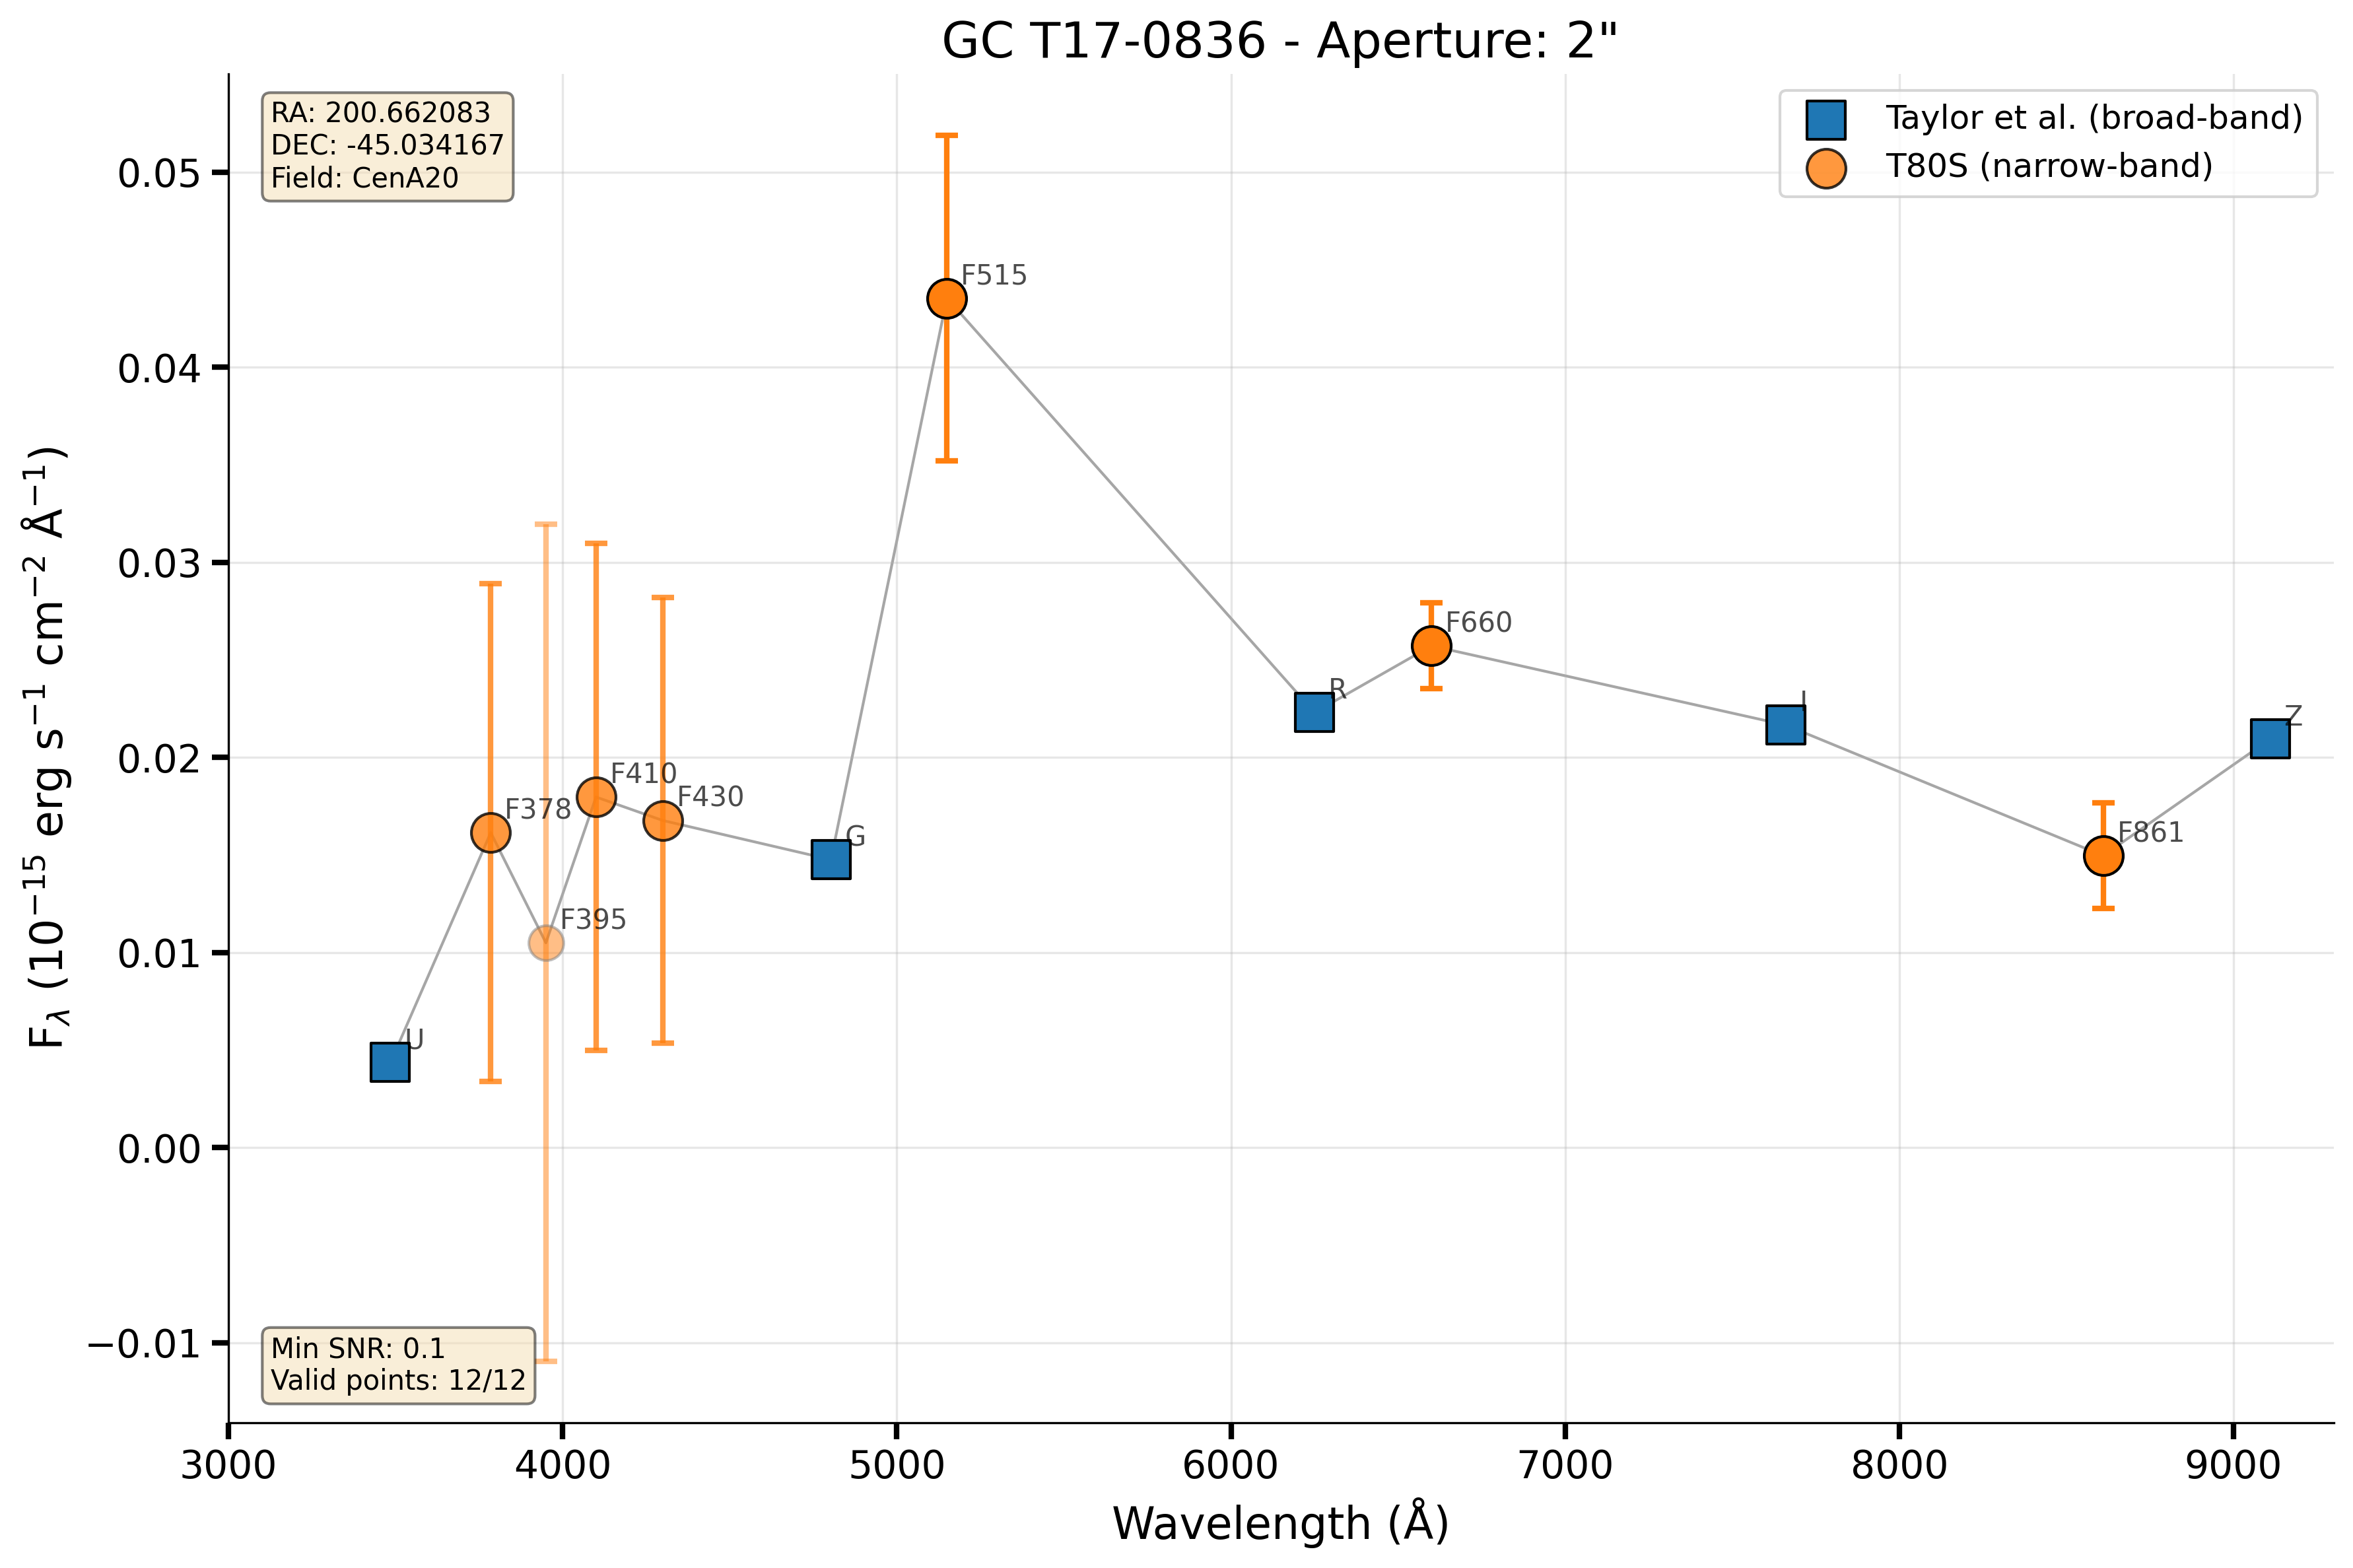 GC T17-0836 - Aperture: 2"
RA: 200.662083
DEC: -45.034167
Field: CenA20
Taylor et al. (broad-band)
T80S (narrow-band)
F515
F660
R
I
Z
F410
F378
F430
G
F861
F395
U
Min SNR: 0.1
Valid points: 12/12
0.05
0.04
0.03
0.02
0.01
0.00
−0.01
3000 4000 5000 6000 7000 8000 9000
Wavelength (Å)
F$_{λ}$ (10$^{−15}$ erg s$^{−1}$ cm$^{−2}$ Å$^{−1}$)